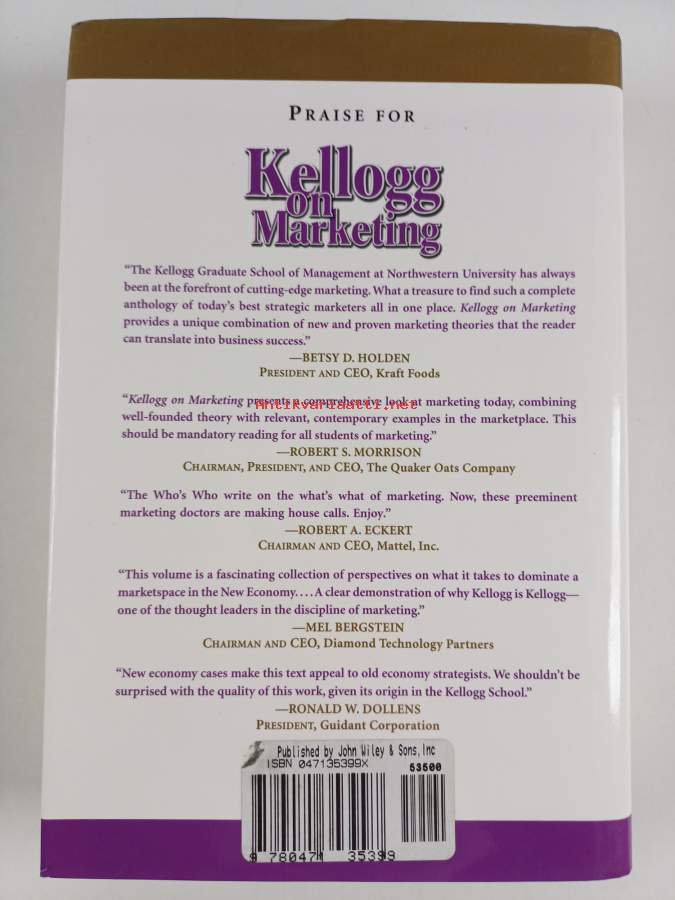 PRAISE FOR
Kellogg
on
Marketing
“The Kellogg Graduate School of Management at Northwestern University has always
been at the forefront of cutting-edge marketing. What a treasure to find such a complete
anthology of today’s best strategic marketers all in one place. Kellogg on Marketing
provides a unique combination of new and proven marketing theories that the reader
can translate into business success.”
—BETSY D. HOLDEN
PRESIDENT AND CEO, Kraft Foods
“Kellogg on Marketing presents a comprehensive look at marketing today, combining
Antikvariaatti.net
well-founded theory with relevant, contemporary examples in the marketplace. This
should be mandatory reading for all students of marketing.”
—ROBERT S. MORRISON
CHAIRMAN, PRESIDENT, AND CEO, The Quaker Oats Company
“The Who’s Who write on the what’s what of marketing. Now, these preeminent
marketing doctors are making house calls. Enjoy.”
—ROBERT A. ECKERT
CHAIRMAN AND CEO, Mattel, Inc.
“This volume is a fascinating collection of perspectives on what it takes to dominate a
marketspace in the New Economy. . . . A clear demonstration of why Kellogg is Kellogg—
one of the thought leaders in the discipline of marketing.”
—MEL BERGSTEIN
CHAIRMAN AND CEO, Diamond Technology Partners
“New economy cases make this text appeal to old economy strategists. We shouldn’t be
surprised with the quality of this work, given its origin in the Kellogg School.”
—RONALD W. DOLLENS
PRESIDENT, Guidant Corporation
Published by John Wiley & Sons, Inc
ISBN 047135399X
53500
9 78047 35399